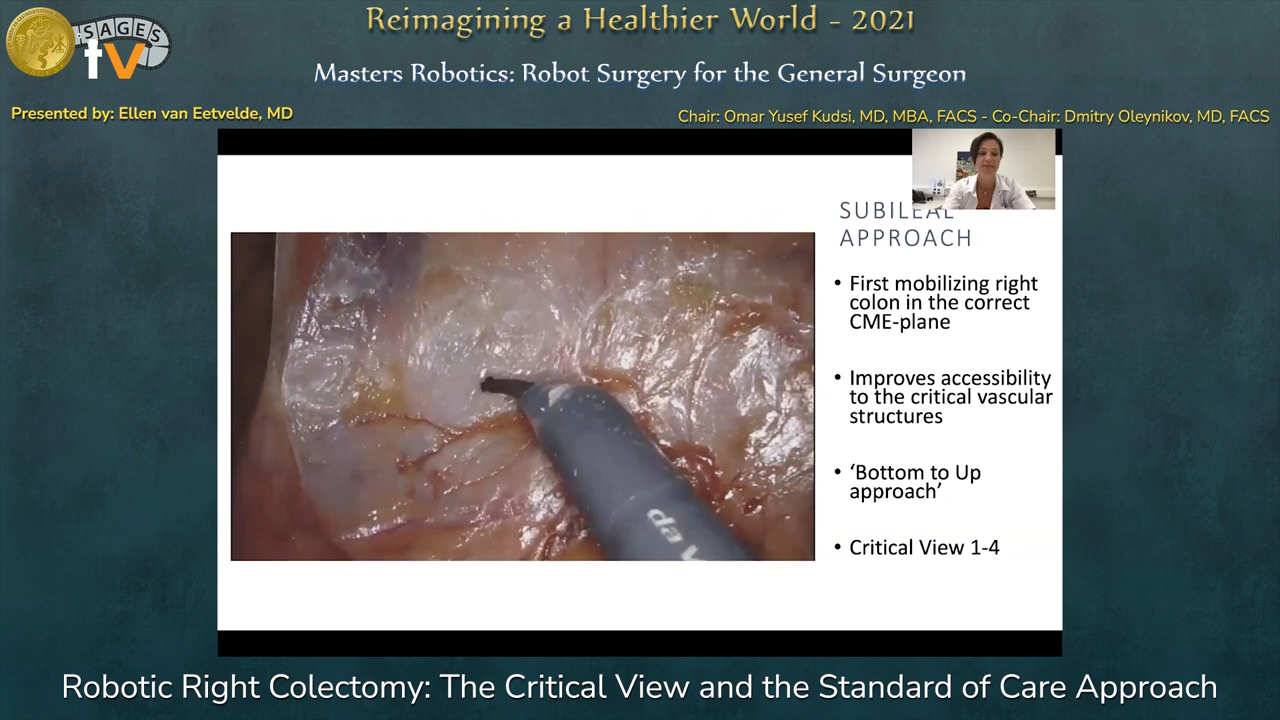 Reimagining a Healthier World - 2021
SAGES
tv
Masters Robotics: Robot Surgery for the General Surgeon
Presented by: Ellen van Eetvelde, MD
Chair: Omar Yusef Kudsi, MD, MBA, FACS - Co-Chair: Dmitry Oleynikov, MD, FACS
SUBILEAL
APPROACH
• First mobilizing right
colon in the correct
CME-plane
• Improves accessibility
to the critical vascular
structures
• ‘Bottom to Up
approach’
• Critical View 1-4
da v
Robotic Right Colectomy: The Critical View and the Standard of Care Approach